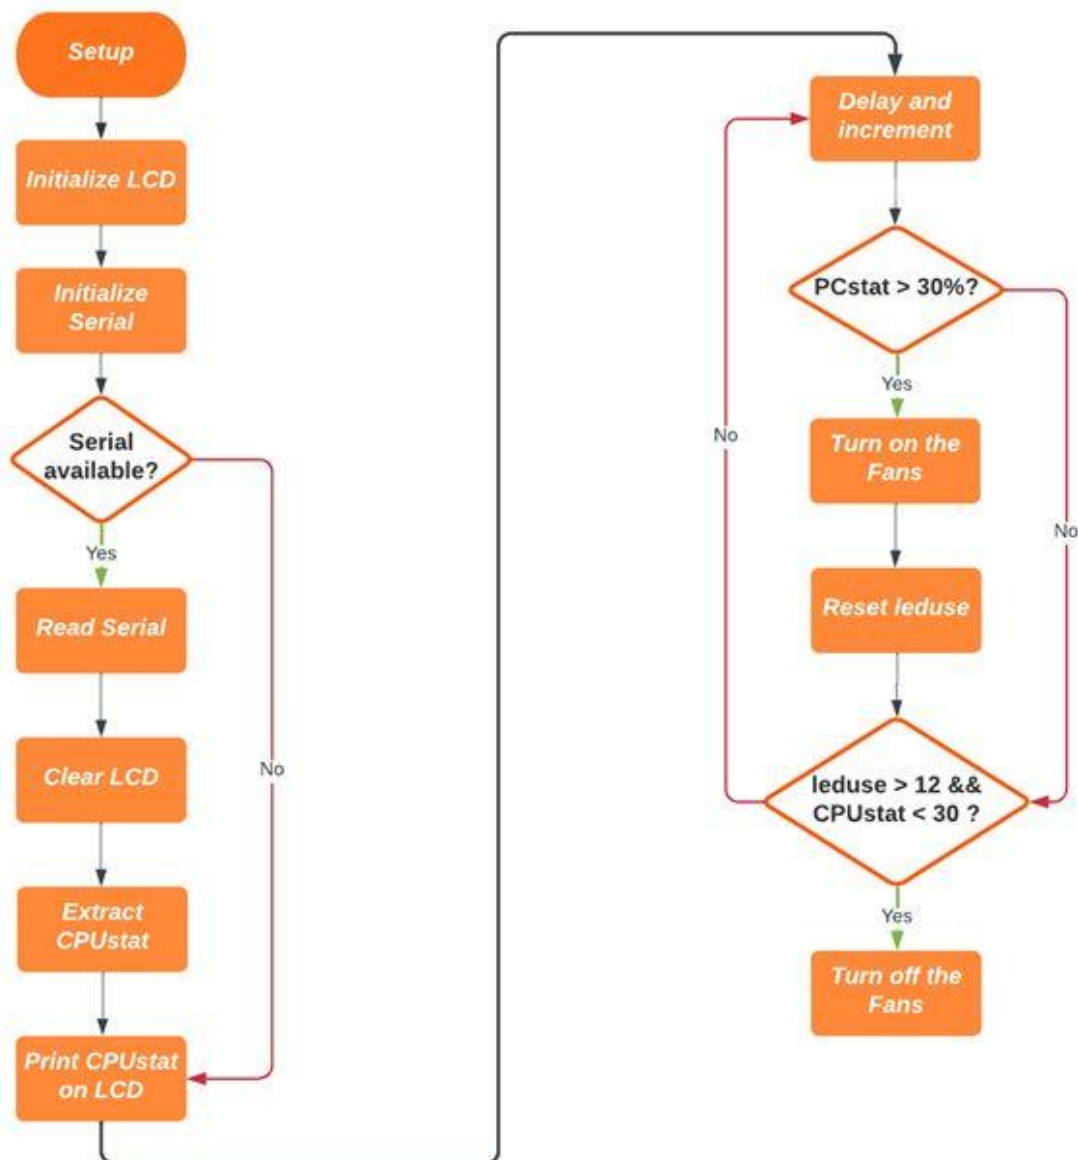 Setup
Initialize LCD
Initialize
Serial
Serial
available?
Yes
Read Serial
No
Clear LCD
Extract
CPUstat
Print CPUstat
on LCD
Delay and
increment
PCstat > 30%?
Yes
No
Turn on the
Fans
No
Reset leduse
leduse > 12 &&
CPUstat < 30 ?
Yes
Turn off the
Fans